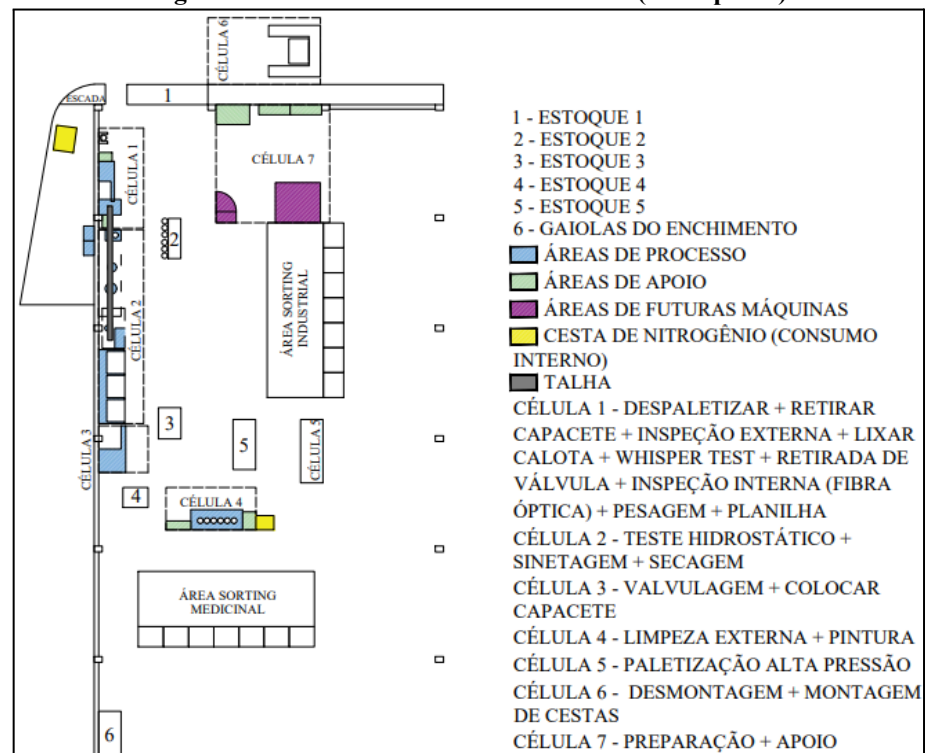 CÉLULA 6
ESCADA
1
CÉLULA 1
CÉLULA 7
2
ÁREA SORTING
INDUSTRIAL
CÉLULA 2
3
5
CÉLULA 5
CÉLULA 3
4
CÉLULA 4
ÁREA SORTING
MEDICINAL
6
1 - ESTOQUE 1
2 - ESTOQUE 2
3 - ESTOQUE 3
4 - ESTOQUE 4
5 - ESTOQUE 5
6 - GAIOLAS DO ENCHIMENTO
ÁREAS DE PROCESSO
ÁREAS DE APOIO
ÁREAS DE FUTURAS MÁQUINAS
CESTA DE NITROGÊNIO (CONSUMO
INTERNO)
TALHA
CÉLULA 1 - DESPALETIZAR + RETIRAR
CAPACETE + INSPEÇÃO EXTERNA + LIXAR
CALOTA + WHISPER TEST + RETIRADA DE
VÁLVULA + INSPEÇÃO INTERNA (FIBRA
ÓPTICA) + PESAGEM + PLANILHA
CÉLULA 2 - TESTE HIDROSTÁTICO +
SINETAGEM + SECAGEM
CÉLULA 3 - VALVULAGEM + COLOCAR
CAPACETE
CÉLULA 4 - LIMPEZA EXTERNA + PINTURA
CÉLULA 5 - PALETIZAÇÃO ALTA PRESSÃO
CÉLULA 6 - DESMONTAGEM + MONTAGEM
DE CESTAS
CÉLULA 7 - PREPARAÇÃO + APOIO